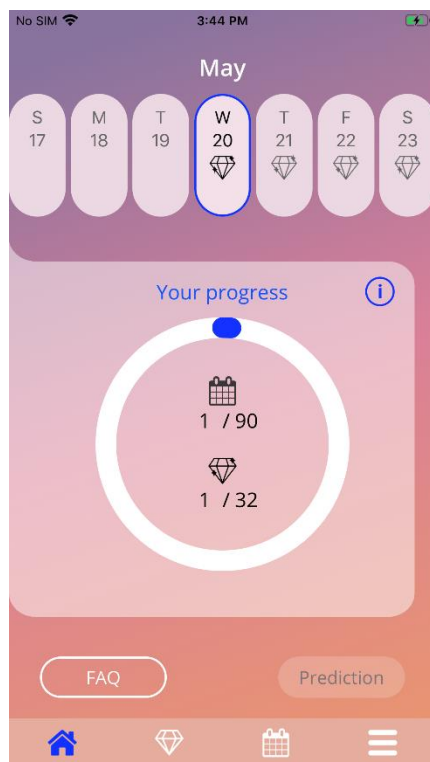 No SIM 3:44 PM
May
S M T W T F S
17 18 19 20 21 22 23
Your progress i
1 / 90
1 / 32
FAQ Prediction